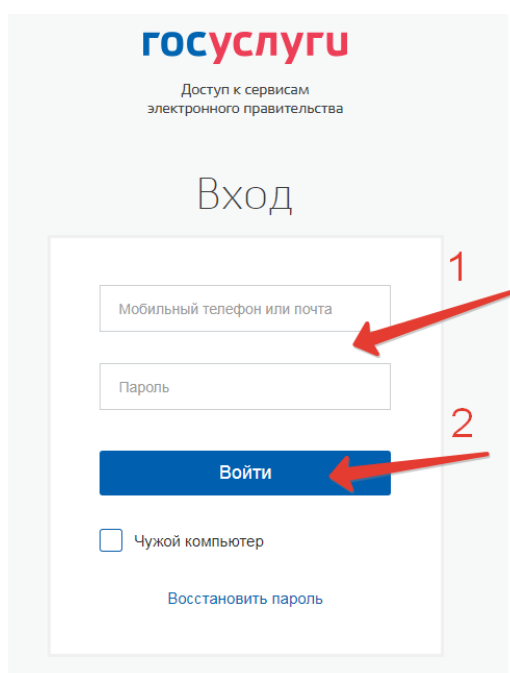 госуслуги
Доступ к сервисам
электронного правительства
Вход
1
Мобильный телефон или почта
Пароль
2
Войти
Чужой компьютер
Восстановить пароль